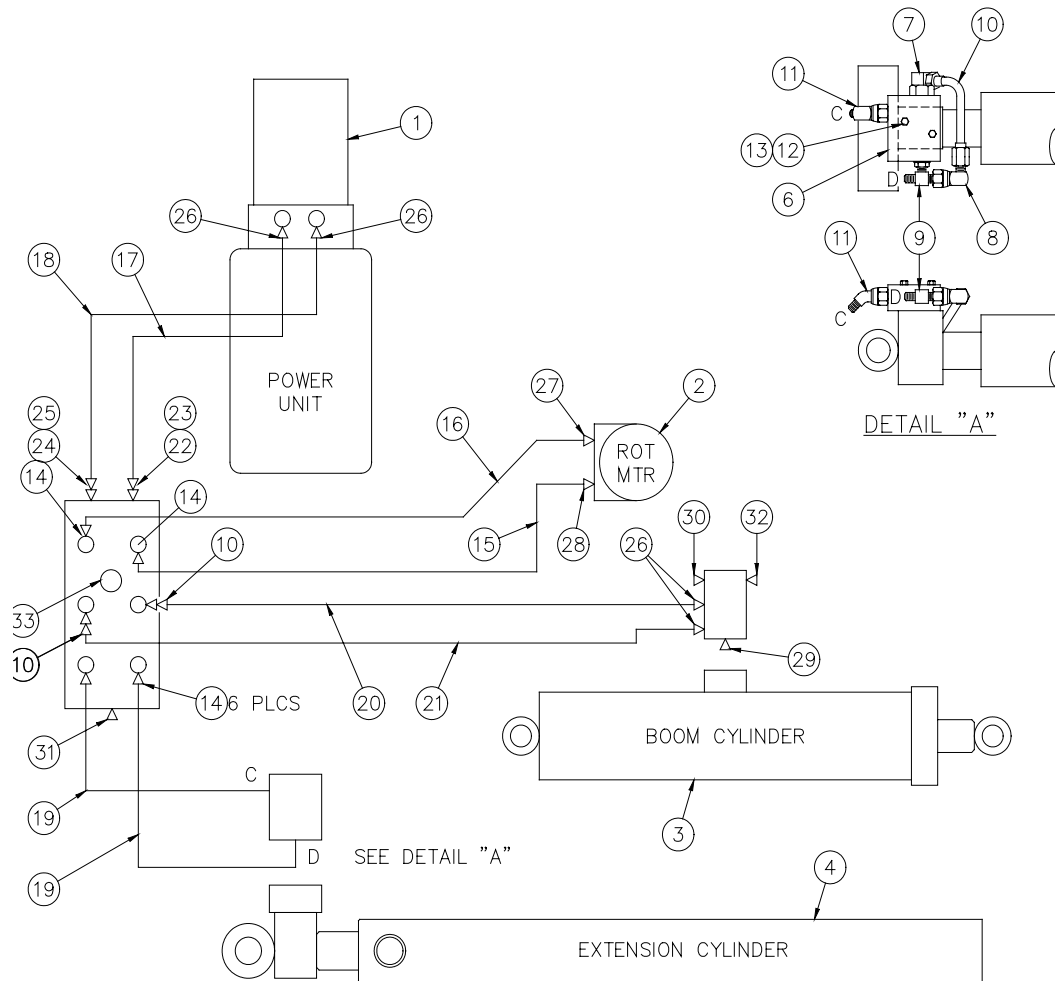 7
10
11
C
1
13
12
6
D
26
26
9
8
18
17
11
D
C
POWER
UNIT
25
23
27
2
DETAIL "A"
24
22
16
ROT
MTR
14
14
10
15
28
26
30
32
33
10
29
20
21
14
6 PLCS
31
BOOM CYLINDER
C
19
3
D
SEE DETAIL "A"
19
4
EXTENSION CYLINDER